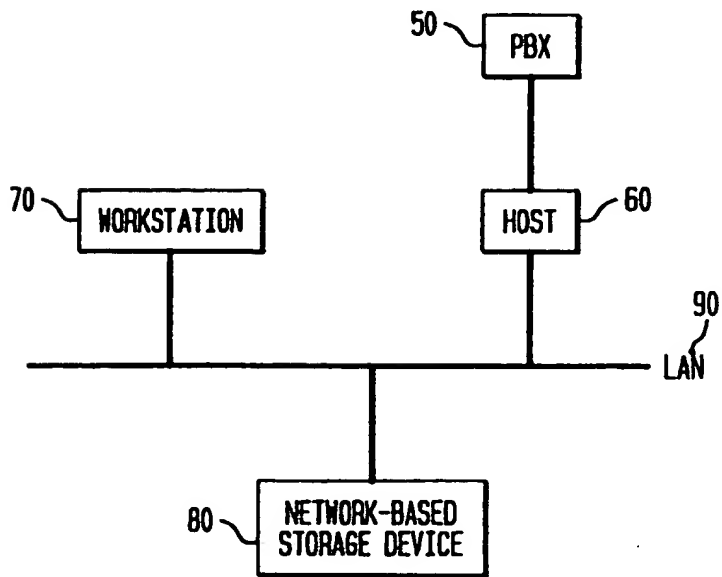 50
PBX
70
WORKSTATION
HOST
60
90
LAN
80
NETWORK-BASED
STORAGE DEVICE